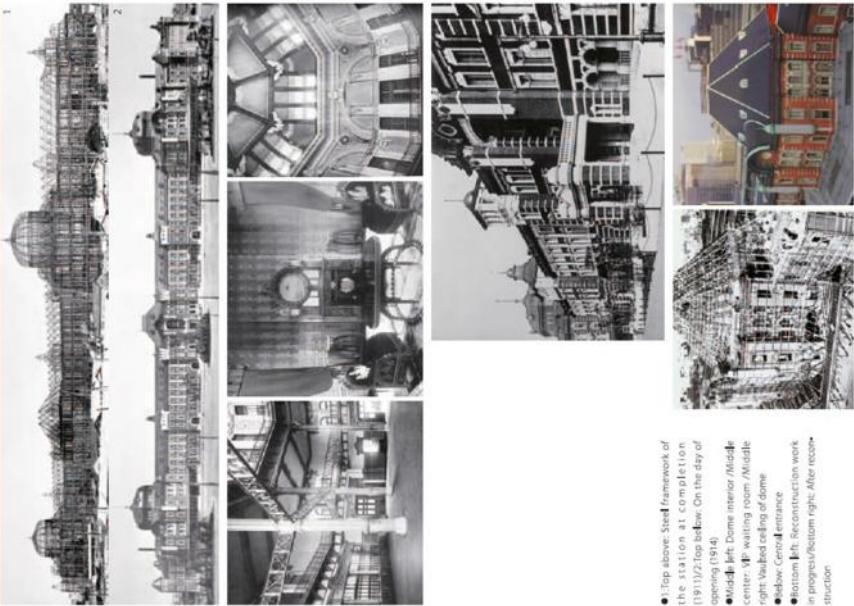 1
2
●1.Top above: Steel framework of
the station at completion
(1911)/2.Top below: On the day of
opening (1914)
●Middle left: Dome interior /Middle
center: VIP waiting room /Middle
right: Vaulted ceiling of dome
●Below: Central entrance
●Bottom left: Reconstruction work
in progress/Bottom right: After recon-
struction